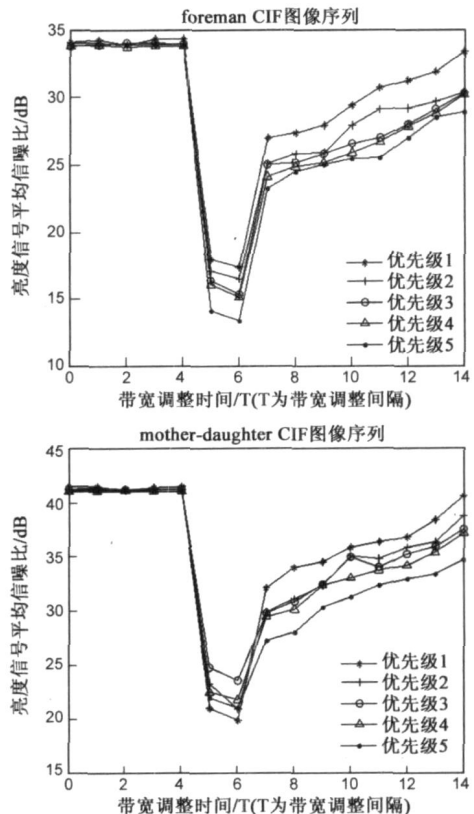 foreman CIF图像序列
亮度信号平均信噪比/dB
35
30
25
20
15
10
优先级1
优先级2
优先级3
优先级4
优先级5
0 2 4 6 8 10 12 14
带宽调整时间/T(T为带宽调整间隔)
mother-daughter CIF图像序列
亮度信号平均信噪比/dB
45
40
35
30
25
20
15
优先级1
优先级2
优先级3
优先级4
优先级5
0 2 4 6 8 10 12 14
带宽调整时间/T(T为带宽调整间隔)